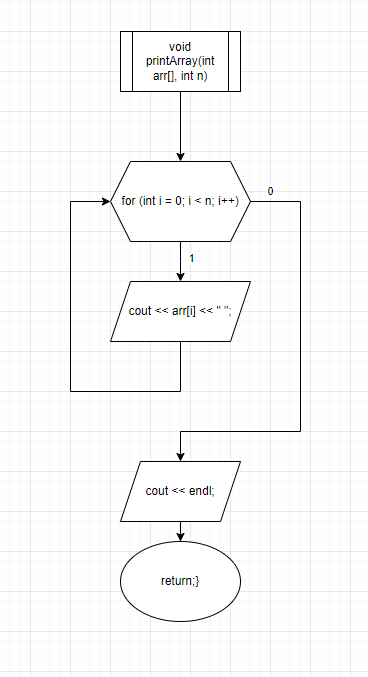 void
printArray(int
arr[], int n)
for (int i = 0; i < n; i++)
0
1
cout << arr[i] << " ";
cout << endl;
return;}